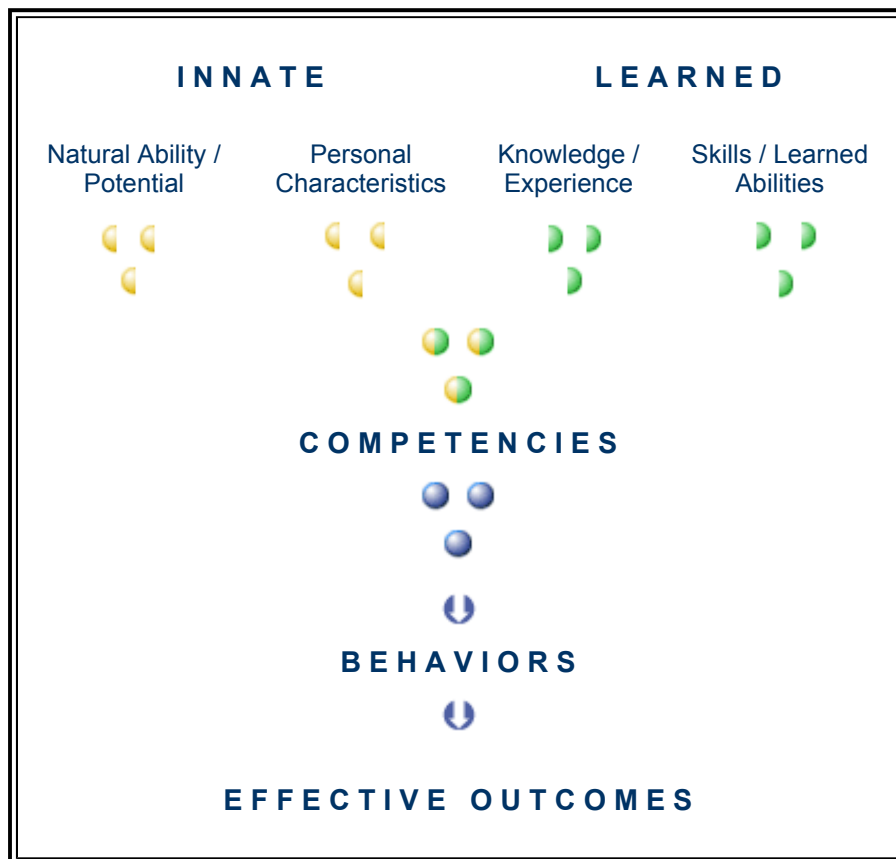 INNATE LEARNED
Natural Ability /
Potential
Personal
Characteristics
Knowledge /
Experience
Skills / Learned
Abilities
COMPETENCIES
BEHAVIORS
EFFECTIVE OUTCOMES